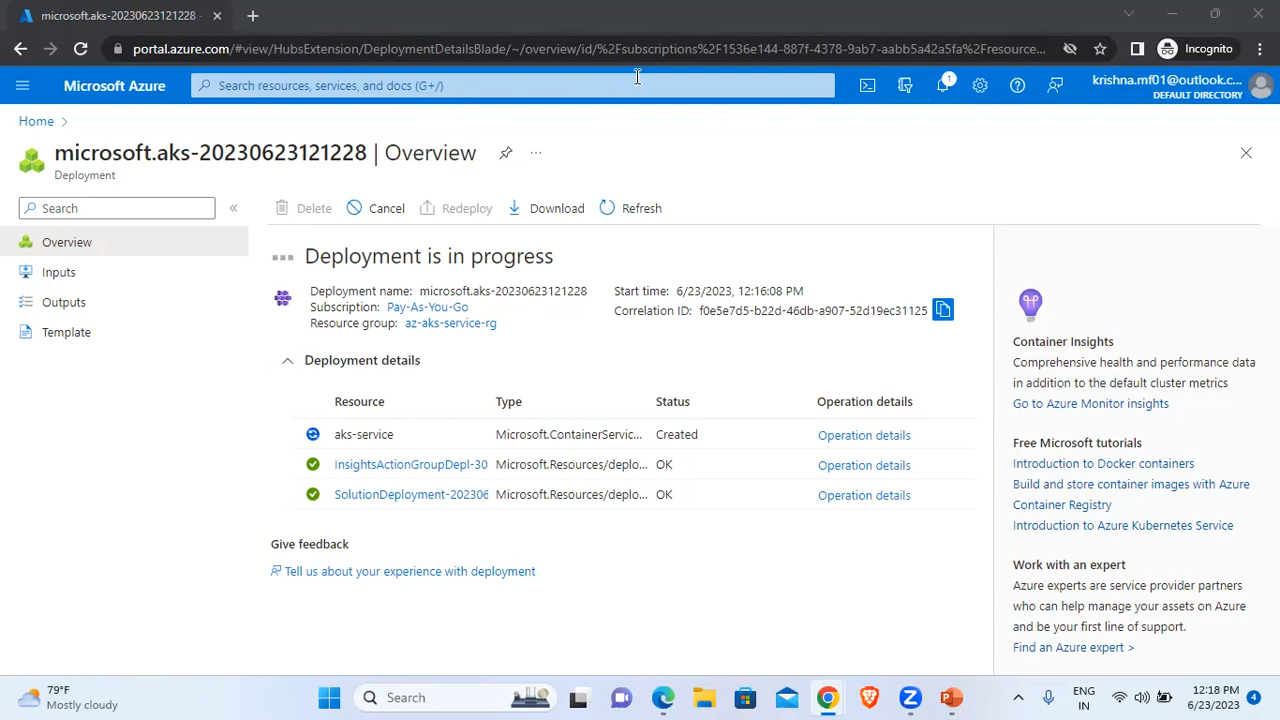 microsoft.aks-20230623121228 -
portal.azure.com/#view/HubsExtension/DeploymentDetailsBlade/~/overview/id/%2Fsubscriptions%2F1536e144-887f-4378-9ab7-aabb5a42a5fa%2Fresource...
Incognito
Microsoft Azure
Search resources, services, and docs (G+/)
1
krishna.mf01@outlook.c...
DEFAULT DIRECTORY
Home >
microsoft.aks-20230623121228 | Overview
Deployment
Search
Overview
Inputs
Outputs
Template
Delete Cancel Redeploy Download Refresh
Deployment is in progress
Deployment name: microsoft.aks-20230623121228
Subscription: Pay-As-You-Go
Resource group: az-aks-service-rg
Start time: 6/23/2023, 12:16:08 PM
Correlation ID: f0e5e7d5-b22d-46db-a907-52d19ec31125
Deployment details
Resource Type Status Operation details
aks-service Microsoft.ContainerServic... Created Operation details
InsightsActionGroupDepl-30 Microsoft.Resources/deplo... OK Operation details
SolutionDeployment-202306 Microsoft.Resources/deplo... OK Operation details
Give feedback
Tell us about your experience with deployment
Container Insights
Comprehensive health and performance data
in addition to the default cluster metrics
Go to Azure Monitor insights
Free Microsoft tutorials
Introduction to Docker containers
Build and store container images with Azure
Container Registry
Introduction to Azure Kubernetes Service
Work with an expert
Azure experts are service provider partners
who can help manage your assets on Azure
and be your first line of support.
Find an Azure expert >
79°F
Mostly cloudy
Search
ENG
IN
12:18 PM
6/23/2023
4